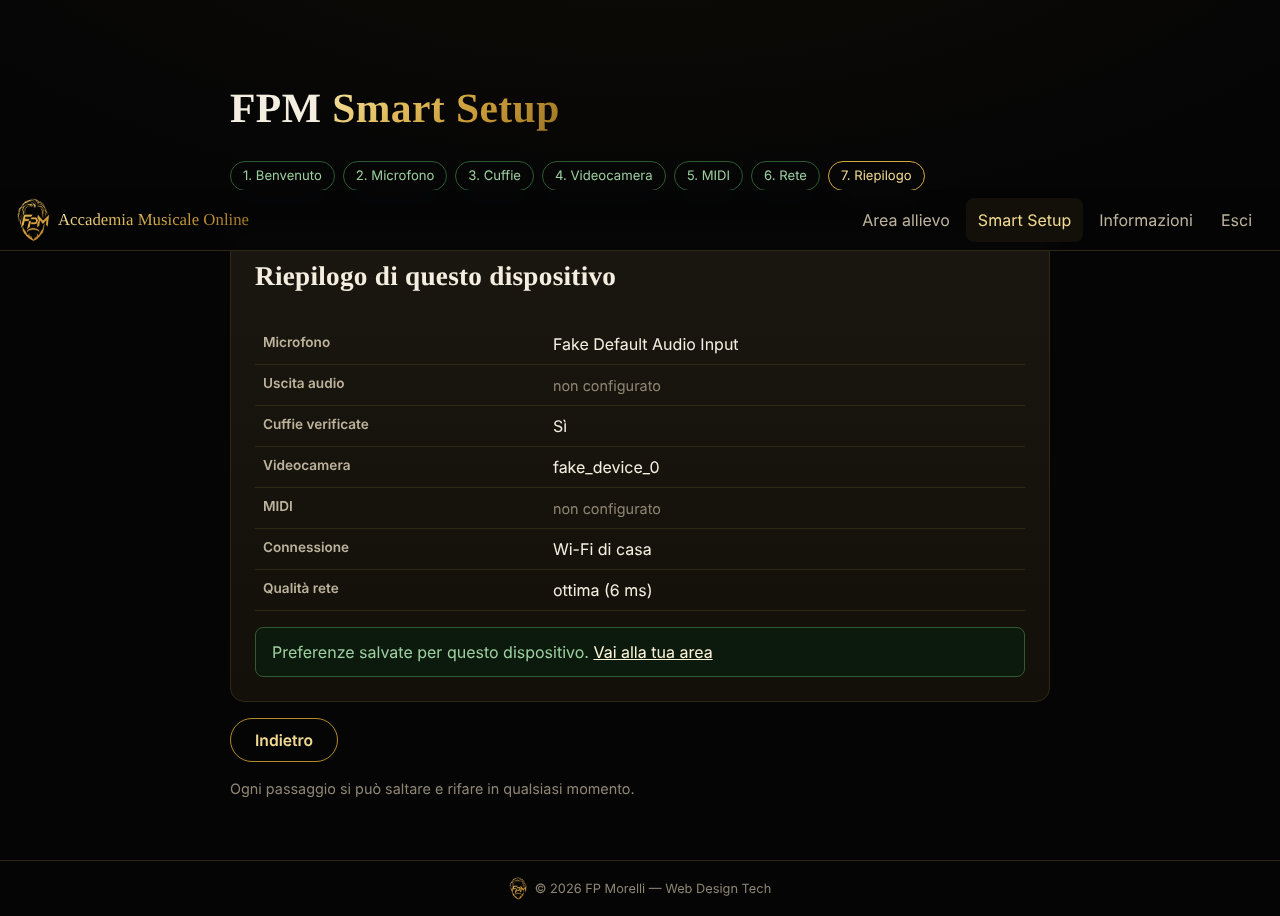 FPM Smart Setup
1. Benvenuto 2. Microfono 3. Cuffie 4. Videocamera 5. MIDI 6. Rete 7. Riepilogo
FPM Accademia Musicale Online Area allievo Smart Setup Informazioni Esci
Riepilogo di questo dispositivo
Microfono Fake Default Audio Input
Uscita audio non configurato
Cuffie verificate Sì
Videocamera fake_device_0
MIDI non configurato
Connessione Wi-Fi di casa
Qualità rete ottima (6 ms)
Preferenze salvate per questo dispositivo. Vai alla tua area
Indietro
Ogni passaggio si può saltare e rifare in qualsiasi momento.
FPM © 2026 FP Morelli — Web Design Tech